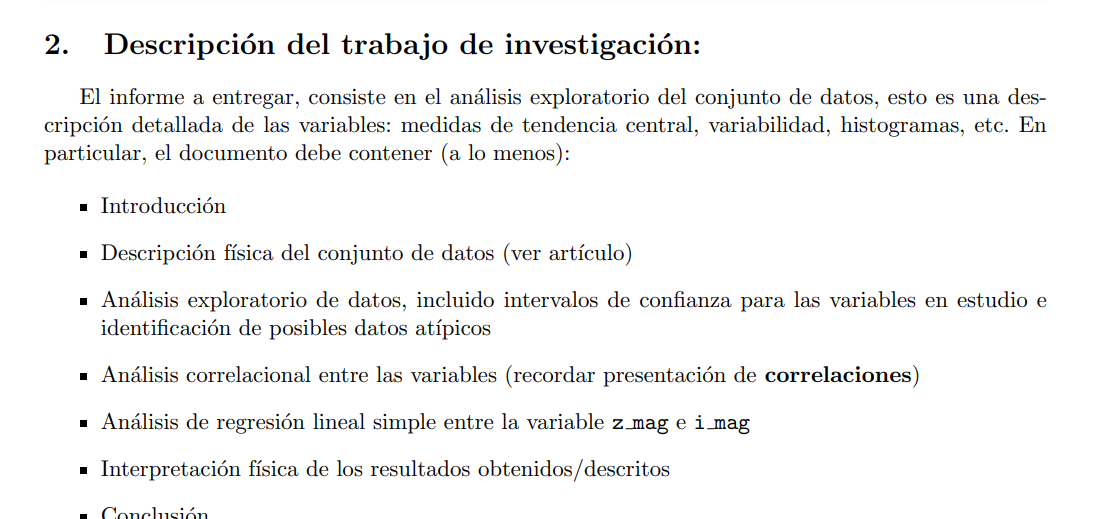 2. Descripción del trabajo de investigación:
El informe a entregar, consiste en el análisis exploratorio del conjunto de datos, esto es una des-
cripción detallada de las variables: medidas de tendencia central, variabilidad, histogramas, etc. En
particular, el documento debe contener (a lo menos):
▪ Introducción
▪ Descripción física del conjunto de datos (ver artículo)
▪ Análisis exploratorio de datos, incluido intervalos de confianza para las variables en estudio e
identificación de posibles datos atípicos
▪ Análisis correlacional entre las variables (recordar presentación de correlaciones)
▪ Análisis de regresión lineal simple entre la variable z_mag e i_mag
▪ Interpretación física de los resultados obtenidos/descritos
▪ Conclusión